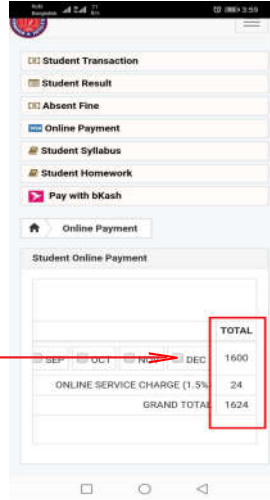 3:59
Student Transaction
Student Result
Absent Fine
Online Payment
Student Syllabus
Student Homework
Pay with bKash
Online Payment
Student Online Payment
TOTAL
SEP OCT NOV DEC 1600
ONLINE SERVICE CHARGE (1.5%) 24
GRAND TOTAL 1624